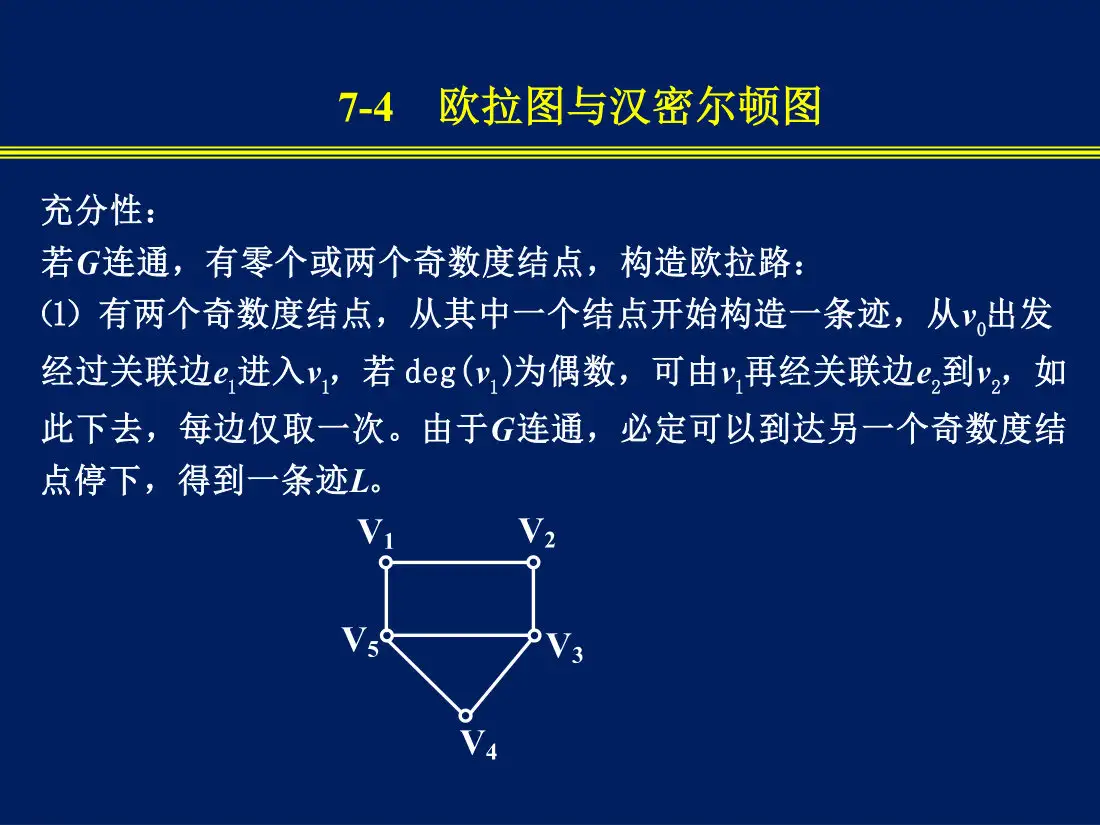 7-4 欧拉图与汉密尔顿图
充分性：
若G连通，有零个或两个奇数度结点，构造欧拉路：
⑴ 有两个奇数度结点，从其中一个结点开始构造一条迹，从v0出发
经过关联边e1进入v1，若deg(v1)为偶数，可由v1再经关联边e2到v2，如
此下去，每边仅取一次。由于G连通，必定可以到达另一个奇数度结
点停下，得到一条迹L。
V1 V2
V5 V3
V4